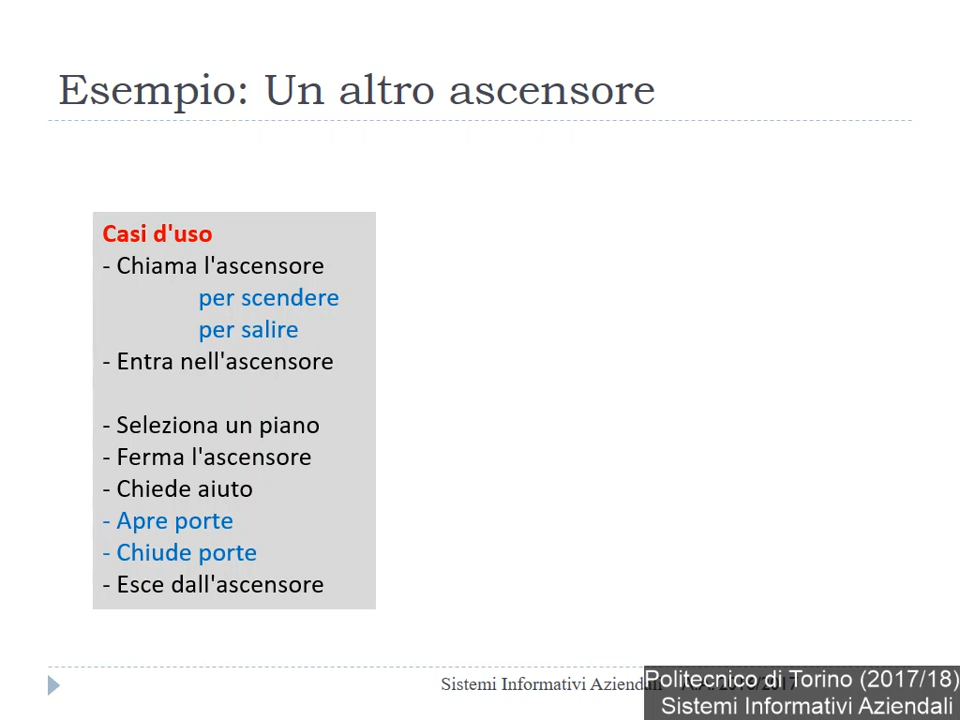 Esempio: Un altro ascensore
Casi d'uso
- Chiama l'ascensore
per scendere
per salire
- Entra nell'ascensore
- Seleziona un piano
- Ferma l'ascensore
- Chiede aiuto
- Apre porte
- Chiude porte
- Esce dall'ascensore
Sistemi Informativi Aziendali A.A. 2016/2017
Politecnico di Torino (2017/18)
Sistemi Informativi Aziendali